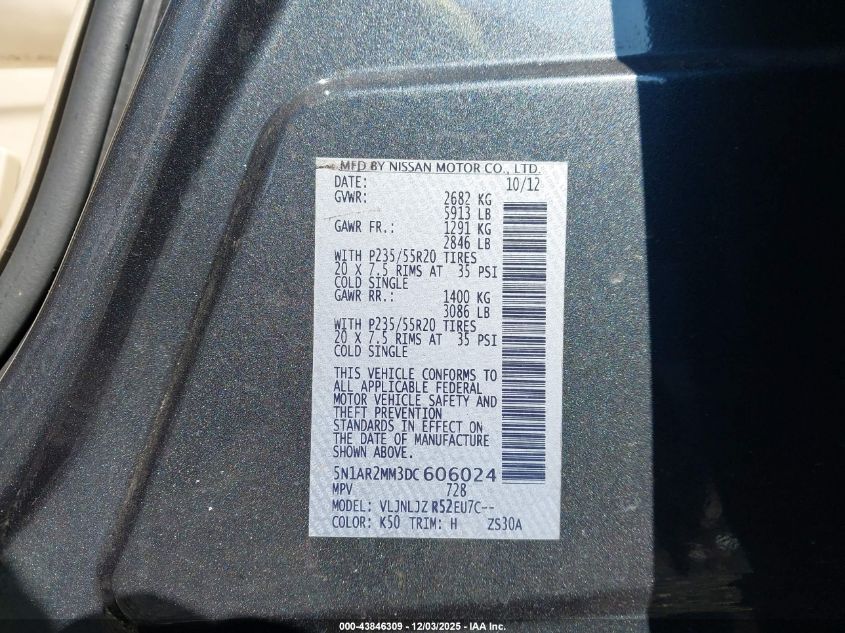 MFD BY NISSAN MOTOR CO., LTD.
DATE: 10/12
GVWR: 2682 KG
5913 LB
GAWR FR.: 1291 KG
2846 LB
WITH P235/55R20 TIRES
20 X 7.5 RIMS AT 35 PSI
COLD SINGLE
GAWR RR.: 1400 KG
3086 LB
WITH P235/55R20 TIRES
20 X 7.5 RIMS AT 35 PSI
COLD SINGLE
THIS VEHICLE CONFORMS TO
ALL APPLICABLE FEDERAL
MOTOR VEHICLE SAFETY AND
THEFT PREVENTION
STANDARDS IN EFFECT ON
THE DATE OF MANUFACTURE
SHOWN ABOVE.
5N1AR2MM3DC606024
MPV 728
MODEL: VLJNLJZ R52EU7C--
COLOR: K50 TRIM: H ZS30A
000-43846309 - 12/03/2025 - IAA Inc.